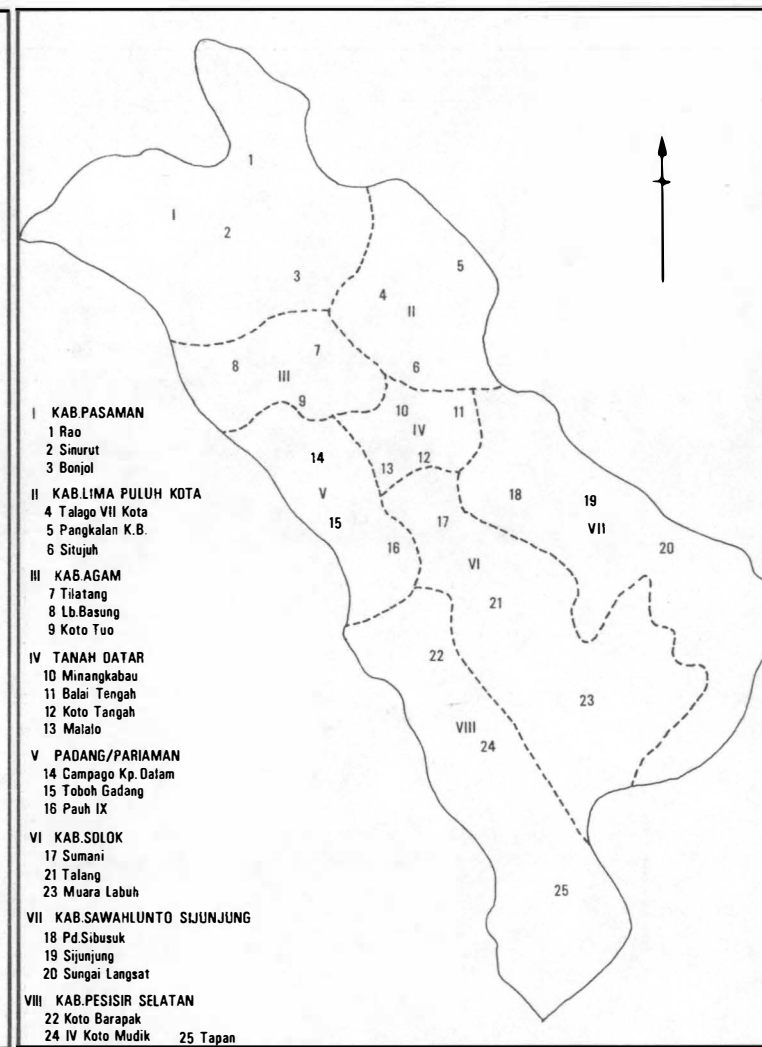 1
I
2
3
5
4
II
7
8
III
6
9
10
11
IV
14
12
13
V
18
19
15
17
VII
16
20
VI
21
22
23
VIII
24
25
I KAB.PASAMAN
1 Rao
2 Sinurut
3 Bonjol
II KAB.LIMA PULUH KOTA
4 Talago VII Kota
5 Pangkalan K.B.
6 Situjuh
III KAB.AGAM
7 Tilatang
8 Lb.Basung
9 Koto Tuo
IV TANAH DATAR
10 Minangkabau
11 Balai Tengah
12 Koto Tangah
13 Malalo
V PADANG/PARIAMAN
14 Campago Kp.Dalam
15 Toboh Gadang
16 Pauh IX
VI KAB.SOLOK
17 Sumani
21 Talang
23 Muara Labuh
VII KAB.SAWAHLUNTO SIJUNJUNG
18 Pd.Sibusuk
19 Sijunjung
20 Sungai Langsat
VIII KAB.PESISIR SELATAN
22 Koto Barapak
24 IV Koto Mudik 25 Tapan